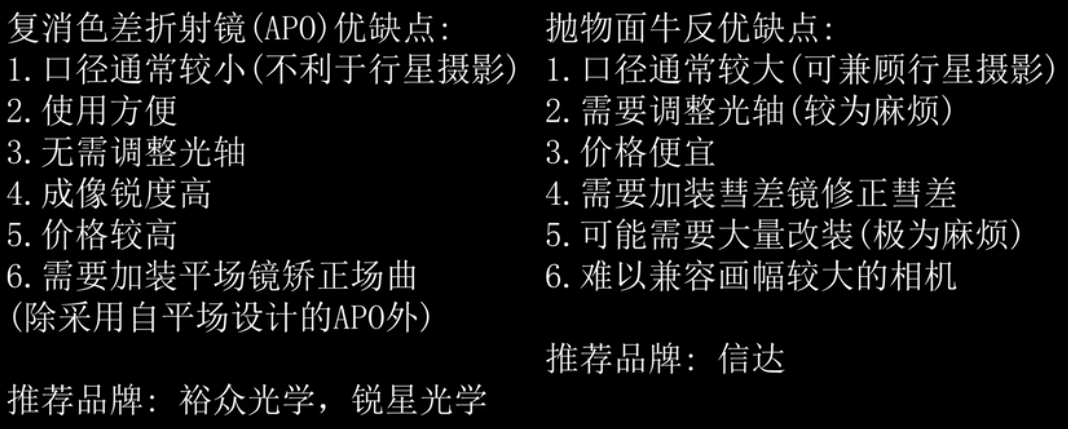 复消色差折射镜(APO)优缺点:
1.口径通常较小(不利于行星摄影)
2.使用方便
3.无需调整光轴
4.成像锐度高
5.价格较高
6.需要加装平场镜矫正场曲
(除采用自平场设计的APO外)
推荐品牌: 裕众光学，锐星光学
抛物面牛反优缺点:
1.口径通常较大(可兼顾行星摄影)
2.需要调整光轴(较为麻烦)
3.价格便宜
4.需要加装彗差镜修正彗差
5.可能需要大量改装(极为麻烦)
6.难以兼容画幅较大的相机
推荐品牌: 信达